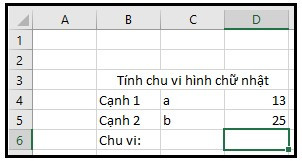 A B C D
1
2
3 Tính chu vi hình chữ nhật
4 Cạnh 1 a 13
5 Cạnh 2 b 25
6 Chu vi: